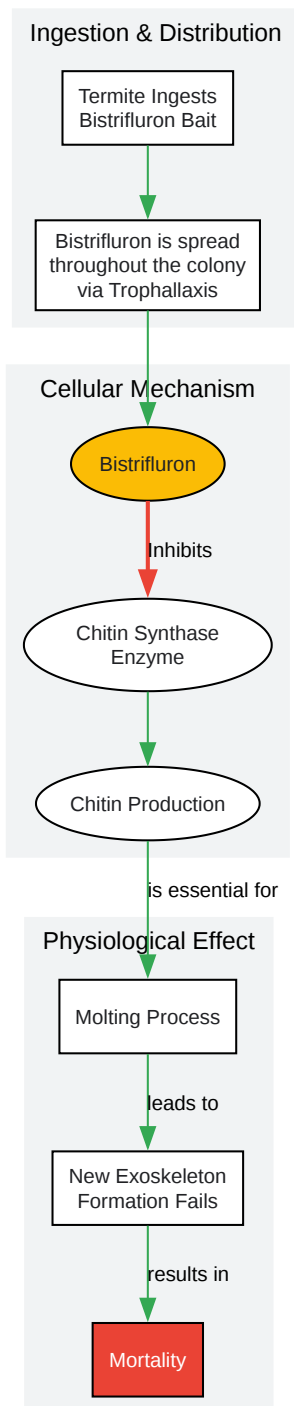 Ingestion & Distribution
Termite Ingests
Bistrifluron Bait
Bistrifluron is spread
throughout the colony
via Trophallaxis
Cellular Mechanism
Bistrifluron
Inhibits
Chitin Synthase
Enzyme
Chitin Production
is essential for
Physiological Effect
Molting Process
leads to
New Exoskeleton
Formation Fails
results in
Mortality